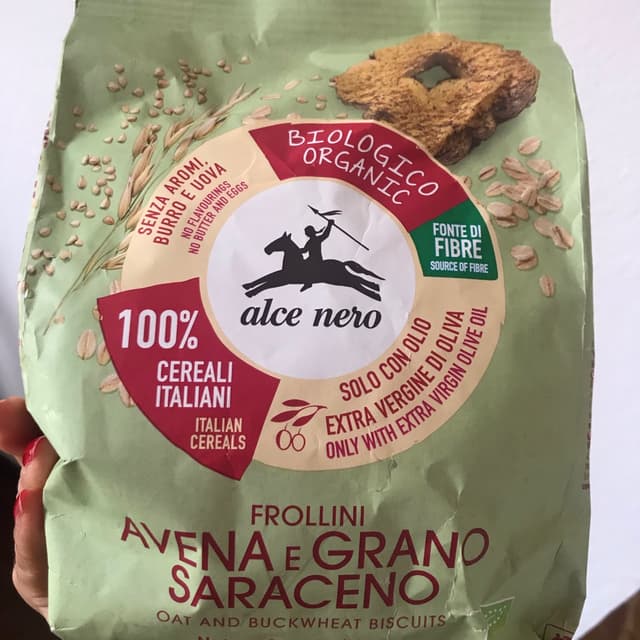 BIOLOGICO
ORGANIC
SENZA AROMI,
BURRO E UOVA
NO FLAVOURINGS
NO BUTTER AND EGGS
FONTE DI
FIBRE
SOURCE OF FIBRE
alce nero
100%
CEREALI
ITALIANI
ITALIAN
CEREALS
SOLO CON OLIO
EXTRA VERGINE DI OLIVA
ONLY WITH EXTRA VIRGIN OLIVE OIL
FROLLINI
AVENA E GRANO
SARACENO
OAT AND BUCKWHEAT BISCUITS